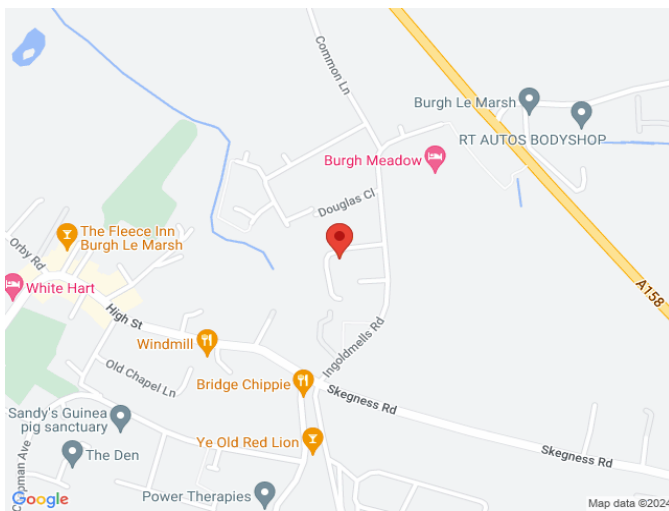 Common Ln
Burgh Le Marsh
RT AUTOS BODYSHOP
Burgh Meadow
Douglas Cl
The Fleece Inn
Burgh Le Marsh
Orby Rd
White Hart
A158
High St
Windmill
Ingoldmells Rd
Old Chapel Ln
Bridge Chippie
Skegness Rd
Sandy's Guinea
pig sanctuary
Ye Old Red Lion
Skegness Rd
The Den
pman Ave
Power Therapies
Google
Map data ©2024